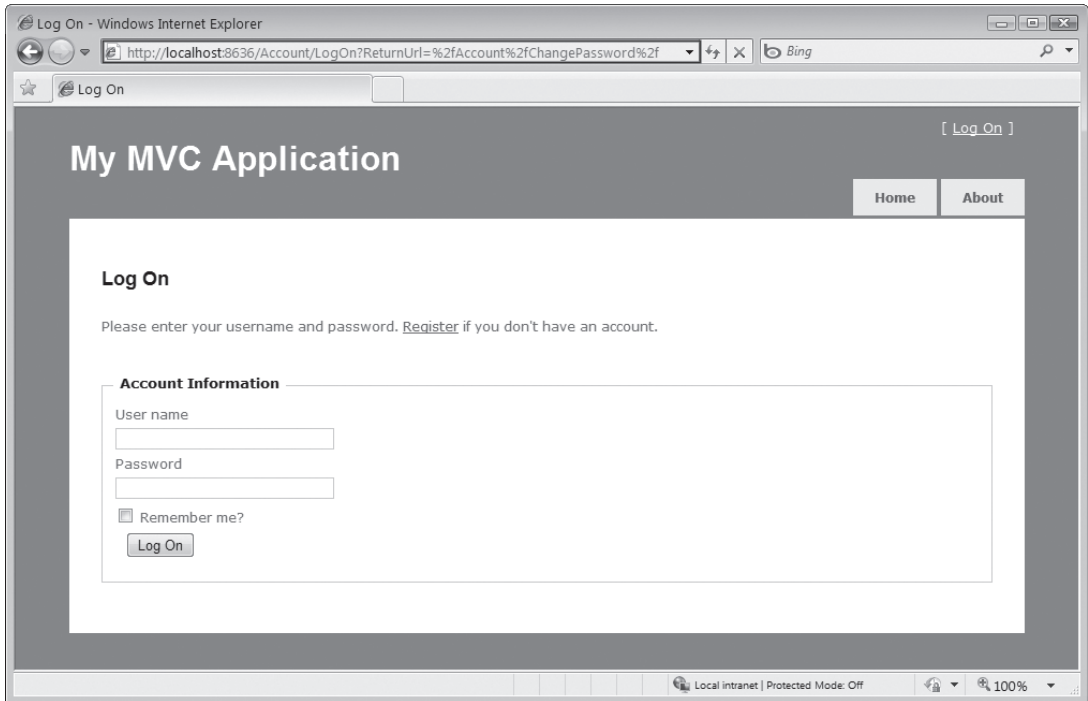 Log On - Windows Internet Explorer
http://localhost:8636/Account/LogOn?ReturnUrl=%2fAccount%2fChangePassword%2f
Bing
Log On
[ Log On ]
My MVC Application
Home
About
Log On
Please enter your username and password. Register if you don't have an account.
Account Information
User name
Password
Remember me?
Log On
Local intranet | Protected Mode: Off
100%